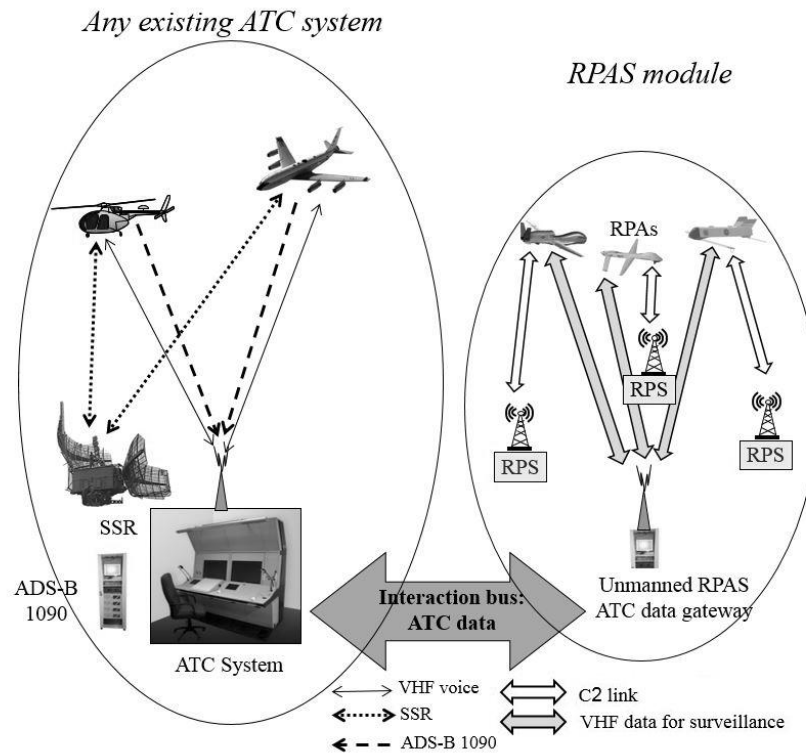 Any existing ATC system
RPAS module
RPAs
RPS
RPS
RPS
SSR
ADS-B
1090
ATC System
Interaction bus:
ATC data
Unmanned RPAS
ATC data gateway
VHF voice
SSR
ADS-B 1090
C2 link
VHF data for surveillance